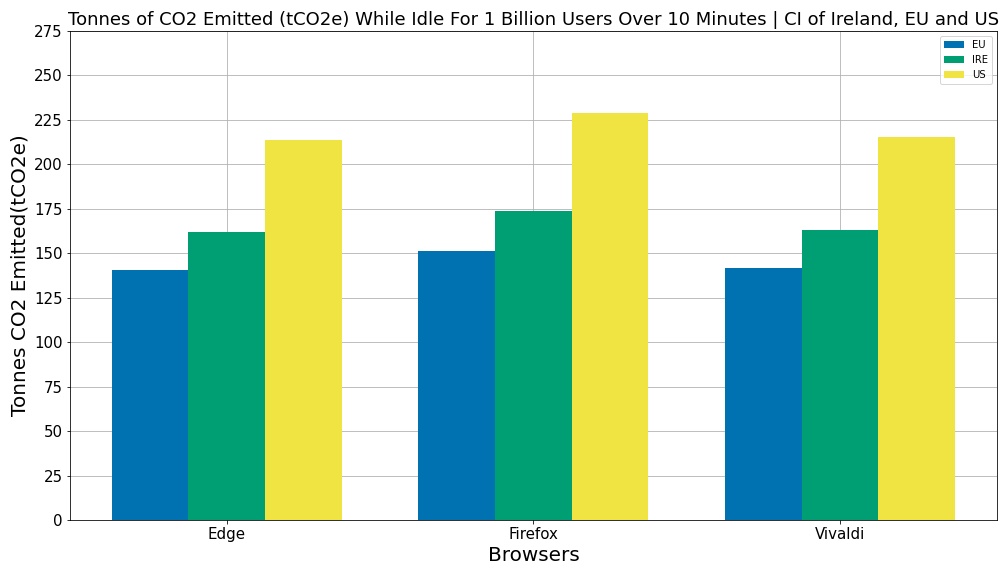 Tonnes of CO2 Emitted (tCO2e) While Idle For 1 Billion Users Over 10 Minutes | CI of Ireland, EU and US
EU
IRE
US
Tonnes CO2 Emitted(tCO2e)
275
250
225
200
175
150
125
100
75
50
25
0
Edge Firefox Vivaldi
Browsers